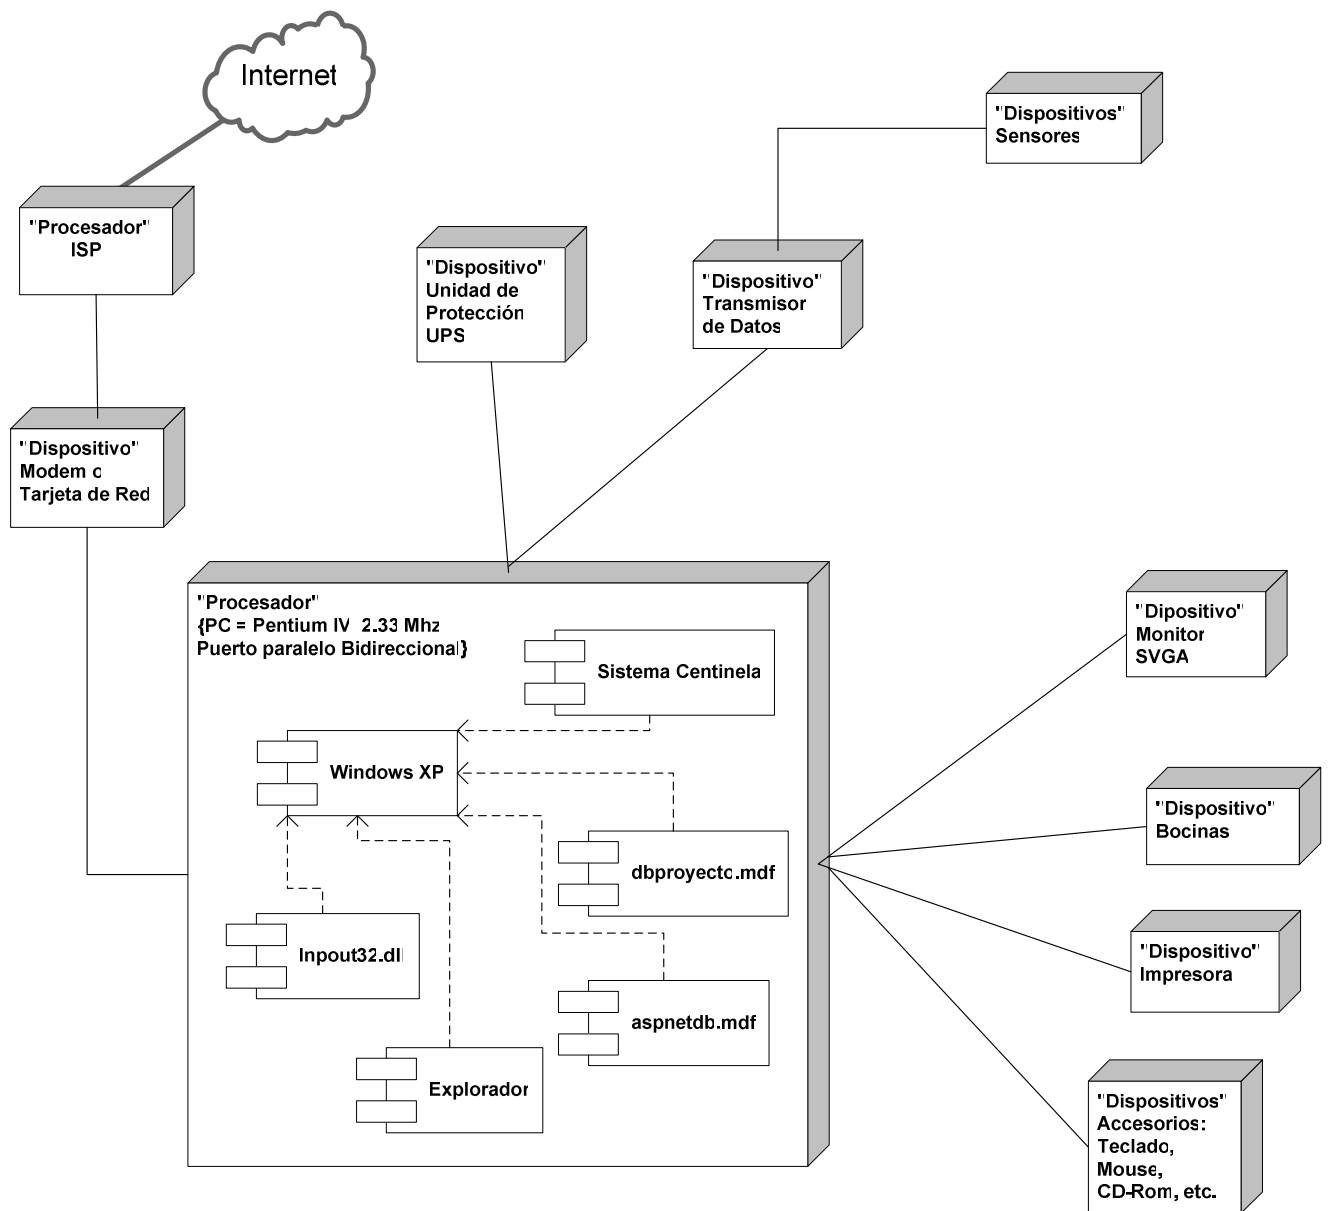 Internet
"Dispositivos"
Sensores
"Procesador"
ISP
"Dispositivo"
Unidad de
Protección
UPS
"Dispositivo"
Transmisor
de Datos
"Dispositivo"
Modem o
Tarjeta de Red
"Procesador"
{PC = Pentium IV 2.33 Mhz
Puerto paralelo Bidireccional}
Sistema Centinela
Windows XP
dbproyecto.mdf
Inpout32.dll
aspnetdb.mdf
Explorador
"Dipositivo"
Monitor
SVGA
"Dispositivo"
Bocinas
"Dispositivo"
Impresora
"Dispositivos"
Accesorios:
Teclado,
Mouse,
CD-Rom, etc.